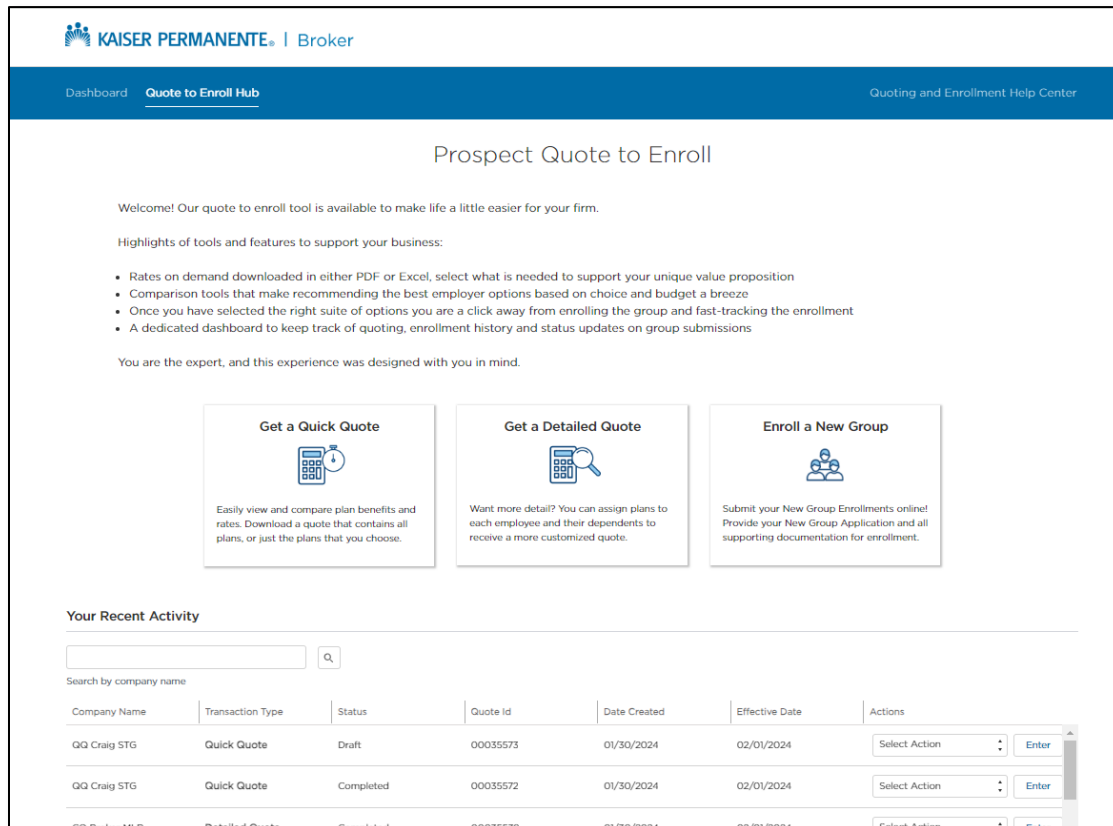 KAISER PERMANENTE® | Broker
Dashboard Quote to Enroll Hub Quoting and Enrollment Help Center
Prospect Quote to Enroll
Welcome! Our quote to enroll tool is available to make life a little easier for your firm.
Highlights of tools and features to support your business:
• Rates on demand downloaded in either PDF or Excel, select what is needed to support your unique value proposition
• Comparison tools that make recommending the best employer options based on choice and budget a breeze
• Once you have selected the right suite of options you are a click away from enrolling the group and fast-tracking the enrollment
• A dedicated dashboard to keep track of quoting, enrollment history and status updates on group submissions
You are the expert, and this experience was designed with you in mind.
Get a Quick Quote
Easily view and compare plan benefits and
rates. Download a quote that contains all
plans, or just the plans that you choose.
Get a Detailed Quote
Want more detail? You can assign plans to
each employee and their dependents to
receive a more customized quote.
Enroll a New Group
Submit your New Group Enrollments online!
Provide your New Group Application and all
supporting documentation for enrollment.
Your Recent Activity
Search by company name
Company Name Transaction Type Status Quote Id Date Created Effective Date Actions
QQ Craig STG Quick Quote Draft 00035573 01/30/2024 02/01/2024 Select Action Enter
QQ Craig STG Quick Quote Completed 00035572 01/30/2024 02/01/2024 Select Action Enter
Detailed Quote Completed 01/30/2024 Select Action Enter